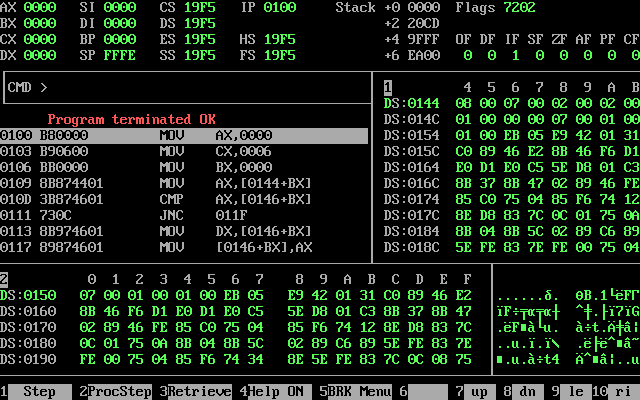 AX 0000 SI 0000 CS 19F5 IP 0100 Stack +0 0000 Flags 7202
BX 0000 DI 0000 DS 19F5 +2 20CD
CX 0000 BP 0000 ES 19F5 HS 19F5 +4 9FFF OF DF IF SF ZF AF PF CF
DX 0000 SP FFFE SS 19F5 FS 19F5 +6 EA00 0 0 1 0 0 0 0 0
CMD >
1 4 5 6 7 8 9 A B
DS:0144 08 00 07 00 02 00 02 00
DS:014C 01 00 00 00 07 00 01 00
DS:0154 01 00 EB 05 E9 42 01 31
DS:015C C0 89 46 E2 8B 46 F6 D1
DS:0164 E0 D1 E0 C5 5E D8 01 C3
DS:016C 8B 37 8B 47 02 89 46 FE
DS:0174 85 C0 75 04 85 F6 74 12
DS:017C 8E D8 83 7C 0C 01 75 0A
DS:0184 8B 04 8B 5C 02 89 C6 89
DS:018C 5E FE 83 7E FE 00 75 04
Program terminated OK
0100 B80000 MOV AX,0000
0103 B90600 MOV CX,0006
0106 BB0000 MOV BX,0000
0109 8B874401 MOV AX,[0144+BX]
010D 3B874601 CMP AX,[0146+BX]
0111 730C JNC 011F
0113 8B974601 MOV DX,[0146+BX]
0117 89874601 MOV [0146+BX],AX
2 0 1 2 3 4 5 6 7 8 9 A B C D E F
DS:0150 07 00 01 00 01 00 EB 05 E9 42 01 31 C0 89 46 E2
DS:0160 8B 46 F6 D1 E0 D1 E0 C5 5E D8 01 C3 8B 37 8B 47
DS:0170 02 89 46 FE 85 C0 75 04 85 F6 74 12 8E D8 83 7C
DS:0180 0C 01 75 0A 8B 04 8B 5C 02 89 C6 89 5E FE 83 7E
DS:0190 FE 00 75 04 85 F6 74 34 8E 5E FE 83 7C 0C 08 75
1 Step 2 ProcStep 3 Retrieve 4 Help ON 5 BRK Menu 6 7 up 8 dn 9 le 10 ri